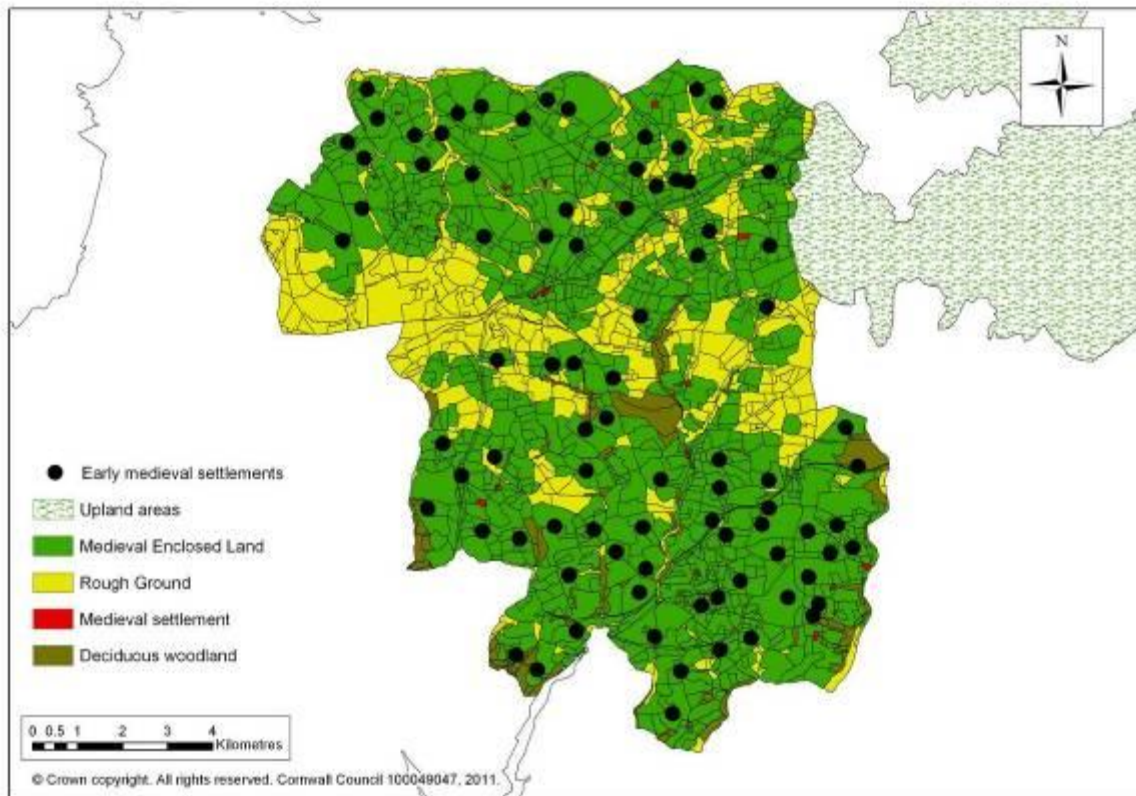 N
Early medieval settlements
Upland areas
Medieval Enclosed Land
Rough Ground
Medieval settlement
Deciduous woodland
0 0.5 1 2 3 4
Kilometres
© Crown copyright. All rights reserved. Cornwall Council 100049047, 2011.